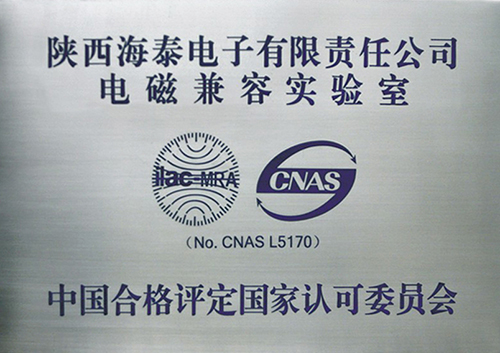 陕西海泰电子有限责任公司
电磁兼容实验室
ilac-MRA
CNAS
（No. CNAS L5170）
中国合格评定国家认可委员会